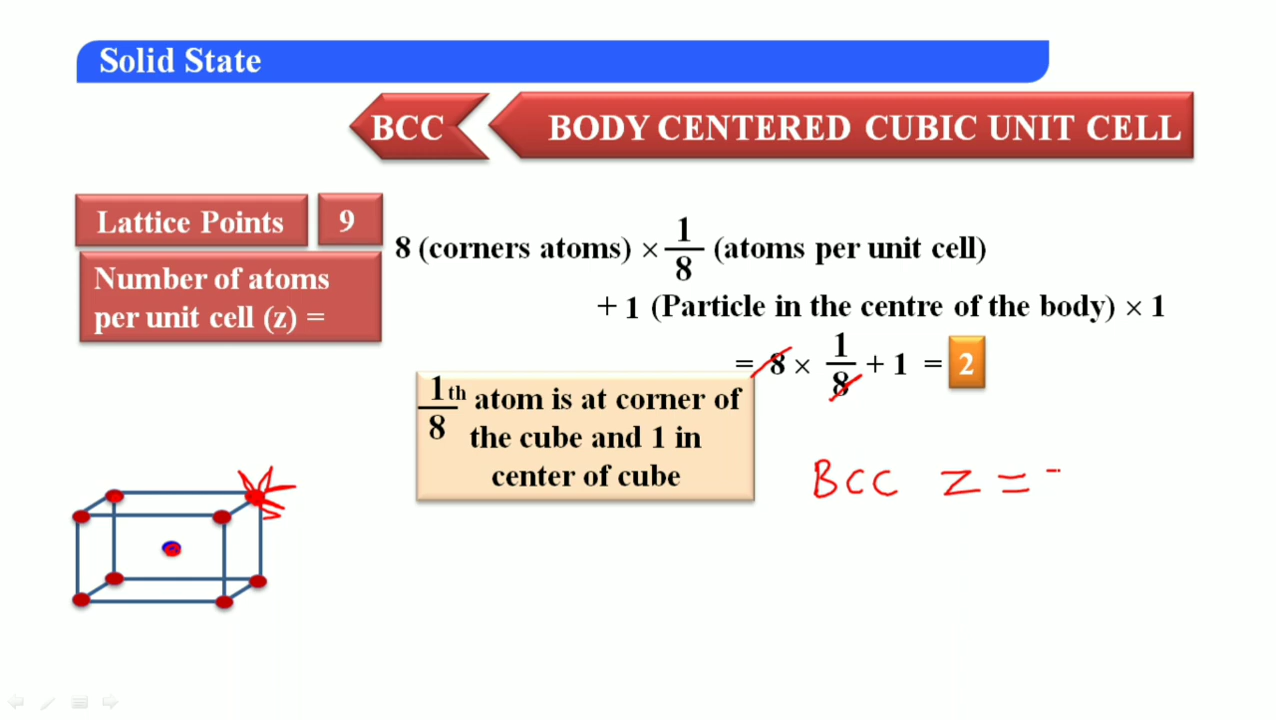 Solid State
BCC BODY CENTERED CUBIC UNIT CELL
Lattice Points 9
Number of atoms
per unit cell (z) =
8 (corners atoms) × 1/8 (atoms per unit cell)
+ 1 (Particle in the centre of the body) × 1
= 8 × 1/8 + 1 = 2
1/8 th atom is at corner of
the cube and 1 in
center of cube
BCC Z =